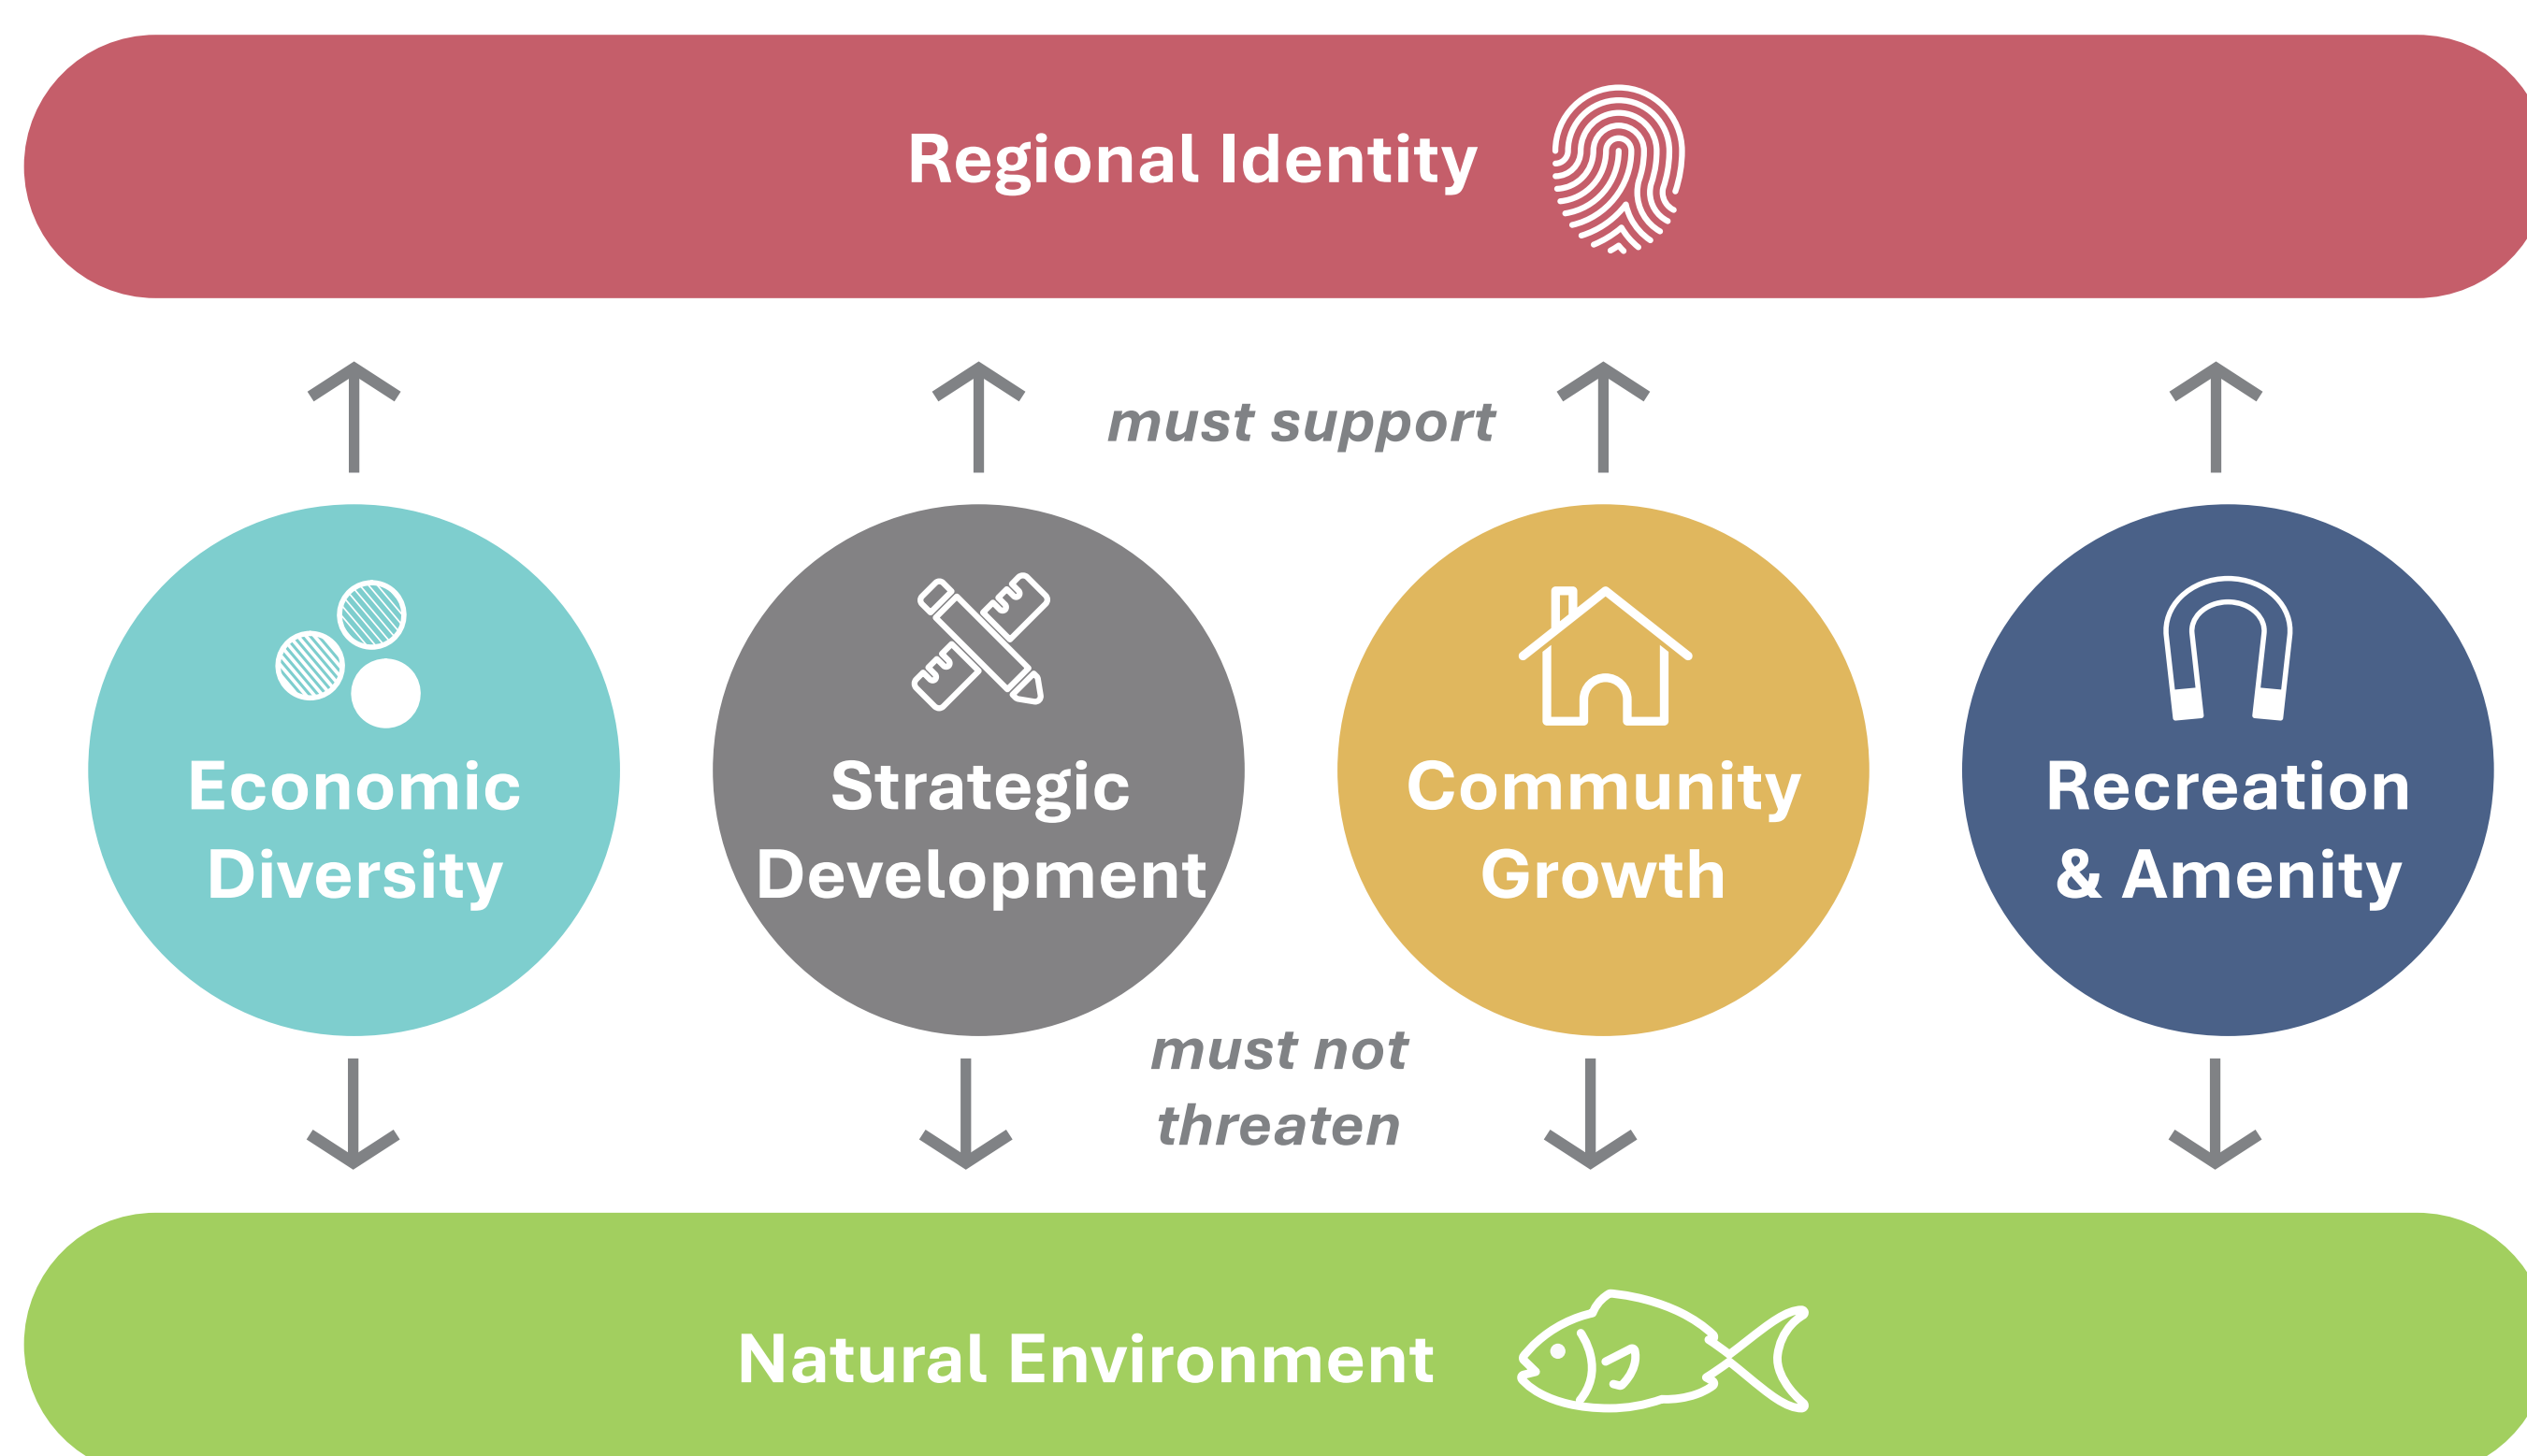 Regional Identity
must support
Economic
Diversity
Strategic
Development
Community
Growth
Recreation
& Amenity
must not
threaten
Natural Environment